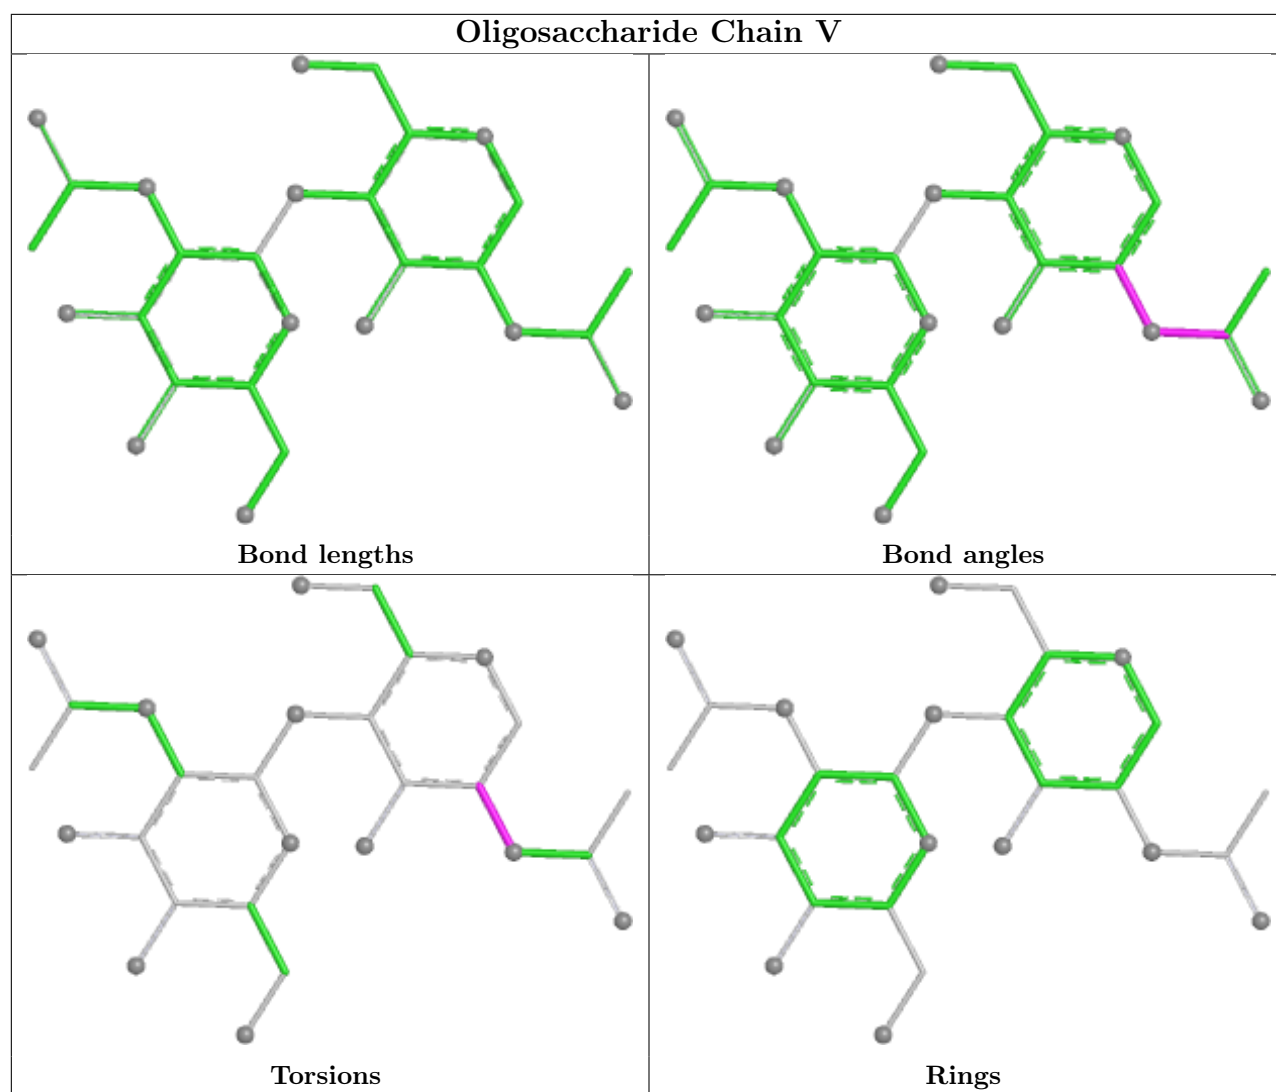 Oligosaccharide Chain V
Bond lengths
Bond angles
Torsions
Rings